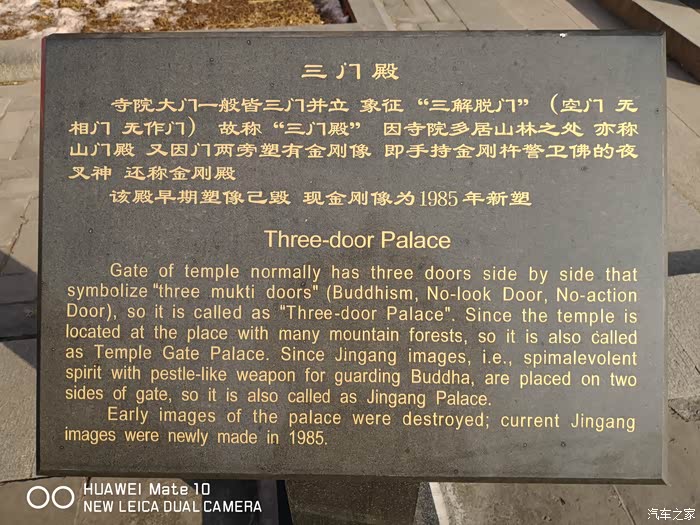 三门殿
寺院大门一般皆三门并立 象征 “三解脱门” （空门 无
相门 无作门） 故称 “三门殿” 因寺院多居山林之处 亦称
山门殿 又因门两旁塑有金刚像 即手持金刚杵警卫佛的夜
叉神 还称金刚殿
该殿早期塑像己毁 现金刚像为1985年新塑
Three-door Palace
Gate of temple normally has three doors side by side that
symbolize "three mukti doors" (Buddhism, No-look Door, No-action
Door), so it is called as "Three-door Palace". Since the temple is
located at the place with many mountain forests, so it is also called
as Temple Gate Palace. Since Jingang images, i.e., spimalevolent
spirit with pestle-like weapon for guarding Buddha, are placed on two
sides of gate, so it is also called as Jingang Palace.
Early images of the palace were destroyed; current Jingang
images were newly made in 1985.
HUAWEI Mate 10
NEW LEICA DUAL CAMERA
汽车之家